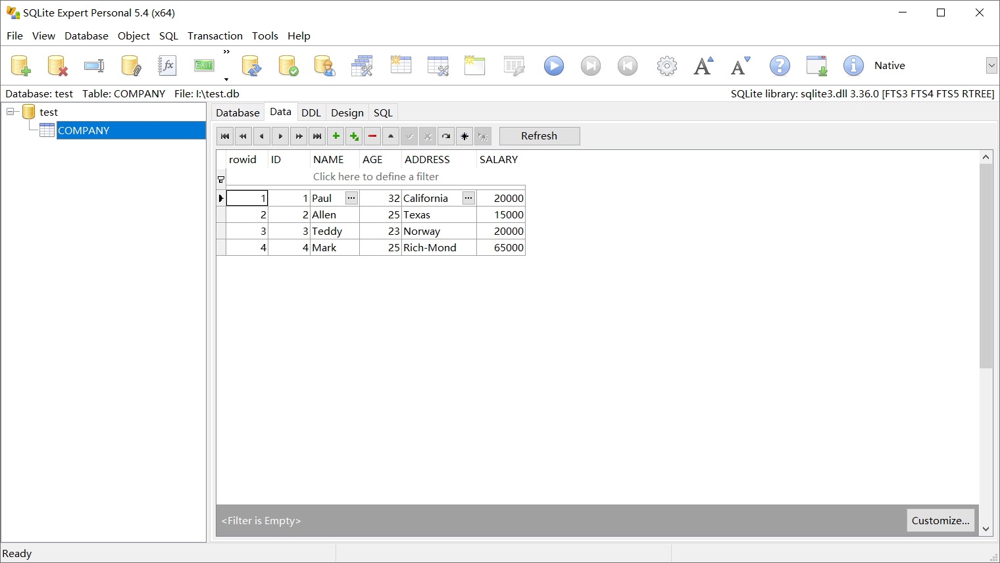 SQLite Expert Personal 5.4 (x64)
File View Database Object SQL Transaction Tools Help
fx EXIT A A ? i Native
Database: test Table: COMPANY File: I:\test.db SQLite library: sqlite3.dll 3.36.0 [FTS3 FTS4 FTS5 RTREE]
test
COMPANY
Database Data DDL Design SQL
Refresh
rowid ID NAME AGE ADDRESS SALARY
Click here to define a filter
1 1 Paul ... 32 California ... 20000
2 2 Allen 25 Texas 15000
3 3 Teddy 23 Norway 20000
4 4 Mark 25 Rich-Mond 65000
<Filter is Empty> Customize...
Ready